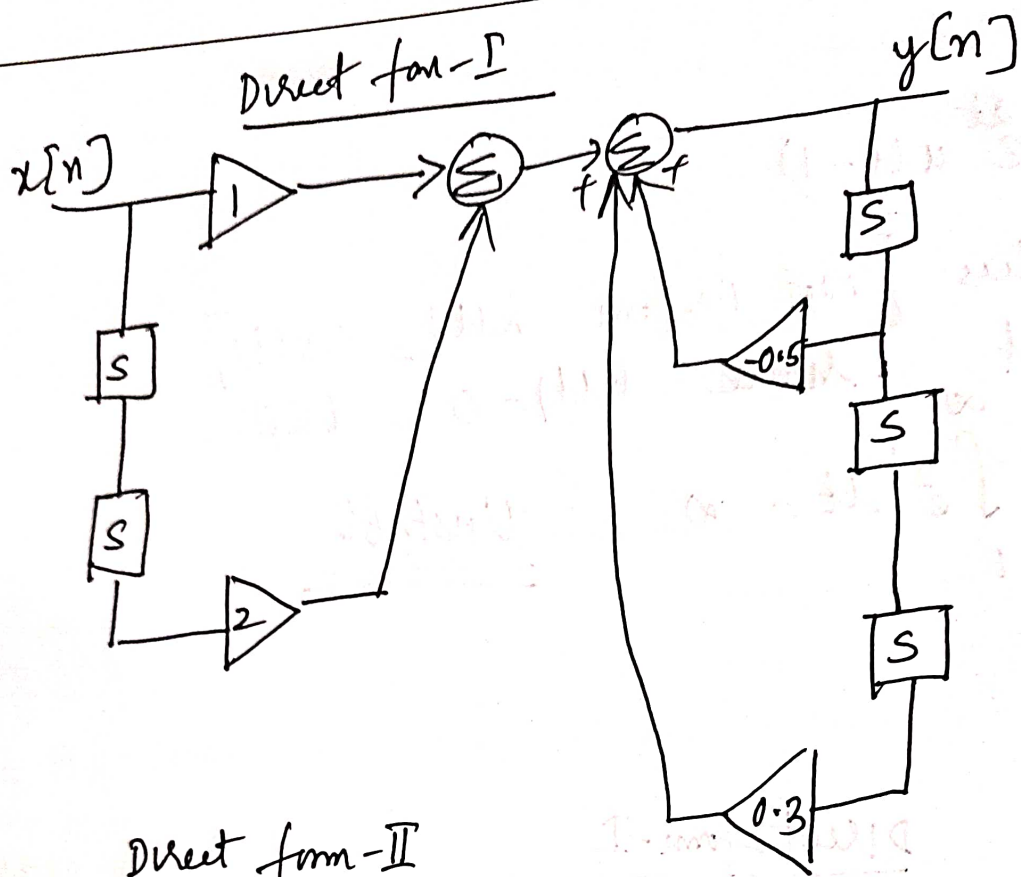 Direct form-I
y[n]
x[n]
1
Σ
Σ
+
+
S
S
-0.5
S
S
2
S
0.3
Direct form-II